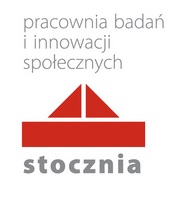 pracownia badań
i innowacji
społecznych
stocznia